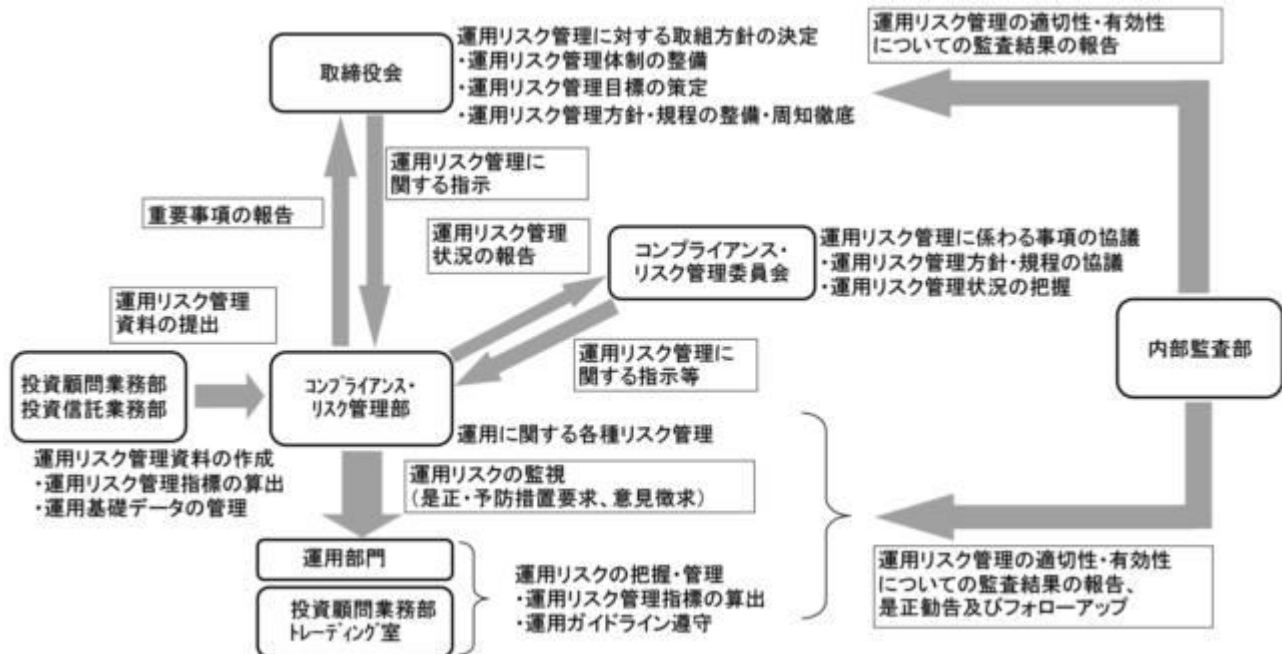 取締役会
運用リスク管理に対する取組方針の決定
・運用リスク管理体制の整備
・運用リスク管理目標の策定
・運用リスク管理方針・規程の整備・周知徹底
運用リスク管理の適切性・有効性
についての監査結果の報告
運用リスク管理に
関する指示
重要事項の報告
運用リスク管理
状況の報告
コンプライアンス・
リスク管理委員会
運用リスク管理に係わる事項の協議
・運用リスク管理方針・規程の協議
・運用リスク管理状況の把握
運用リスク管理
資料の提出
運用リスク管理に
関する指示等
内部監査部
投資顧問業務部
投資信託業務部
コンプライアンス・
リスク管理部
運用に関する各種リスク管理
運用リスク管理資料の作成
・運用リスク管理指標の算出
・運用基礎データの管理
運用リスクの監視
（是正・予防措置要求、意見徴求）
運用部門
投資顧問業務部
トレーディング室
運用リスクの把握・管理
・運用リスク管理指標の算出
・運用ガイドライン遵守
運用リスク管理の適切性・有効性
についての監査結果の報告、
是正勧告及びフォローアップ